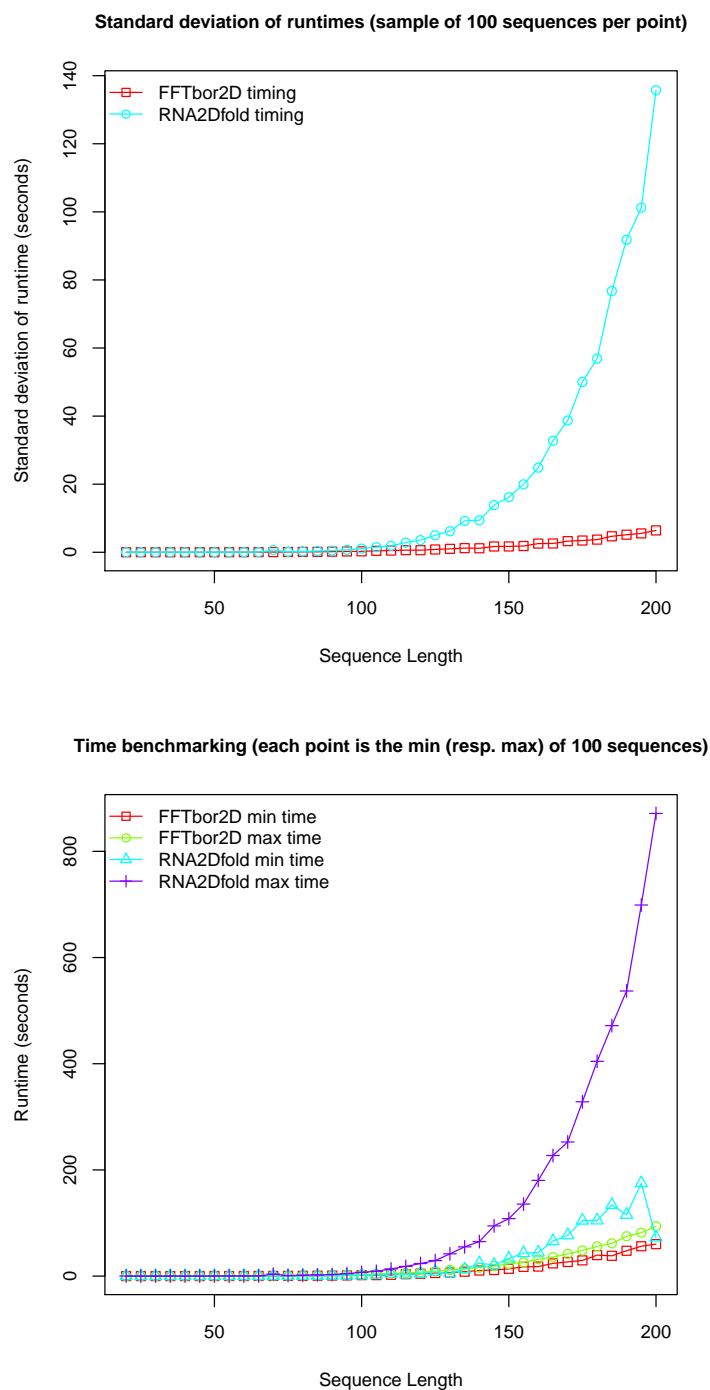 Standard deviation of runtimes (sample of 100 sequences per point)
FFTbor2D timing
RNA2Dfold timing
Standard deviation of runtime (seconds)
0
20
40
60
80
100
120
140
50
100
150
200
Sequence Length
Time benchmarking (each point is the min (resp. max) of 100 sequences)
FFTbor2D min time
FFTbor2D max time
RNA2Dfold min time
RNA2Dfold max time
Runtime (seconds)
0
200
400
600
800
50
100
150
200
Sequence Length